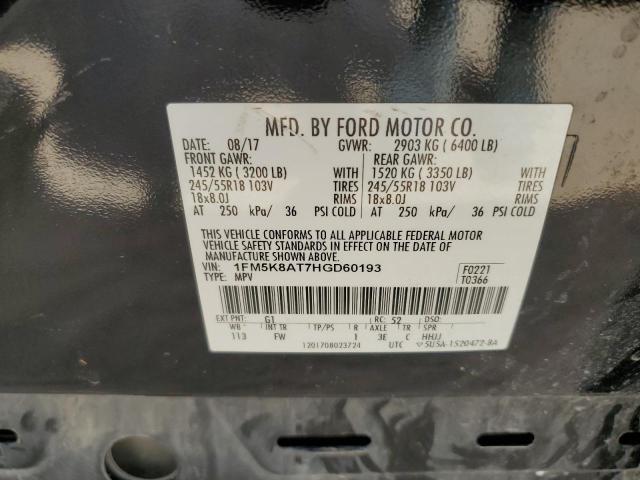 MFD. BY FORD MOTOR CO.
DATE: 08/17 GVWR: 2903 KG ( 6400 LB)
FRONT GAWR: REAR GAWR:
1452 KG ( 3200 LB) WITH 1520 KG ( 3350 LB) WITH
245/55R18 103V TIRES 245/55R18 103V TIRES
18x8.0J RIMS 18x8.0J RIMS
AT 250 kPa/ 36 PSI COLD AT 250 kPa/ 36 PSI COLD
THIS VEHICLE CONFORMS TO ALL APPLICABLE FEDERAL MOTOR
VEHICLE SAFETY STANDARDS IN EFFECT ON THE DATE OF
MANUFACTURE SHOWN ABOVE.
VIN: 1FM5K8AT7HGD60193 F0221
TYPE: MPV T0366
EXT PNT: G1 RC: 52 DSO:
WB INT TR TP/PS R AXLE TR SPR
113 FW 1 3E C HHJJ
1201708023724 UTC 5U5A-1520472-8A